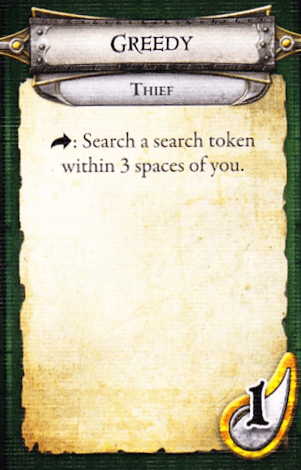 GREEDY
THIEF
: Search a search token
within 3 spaces of you.
1